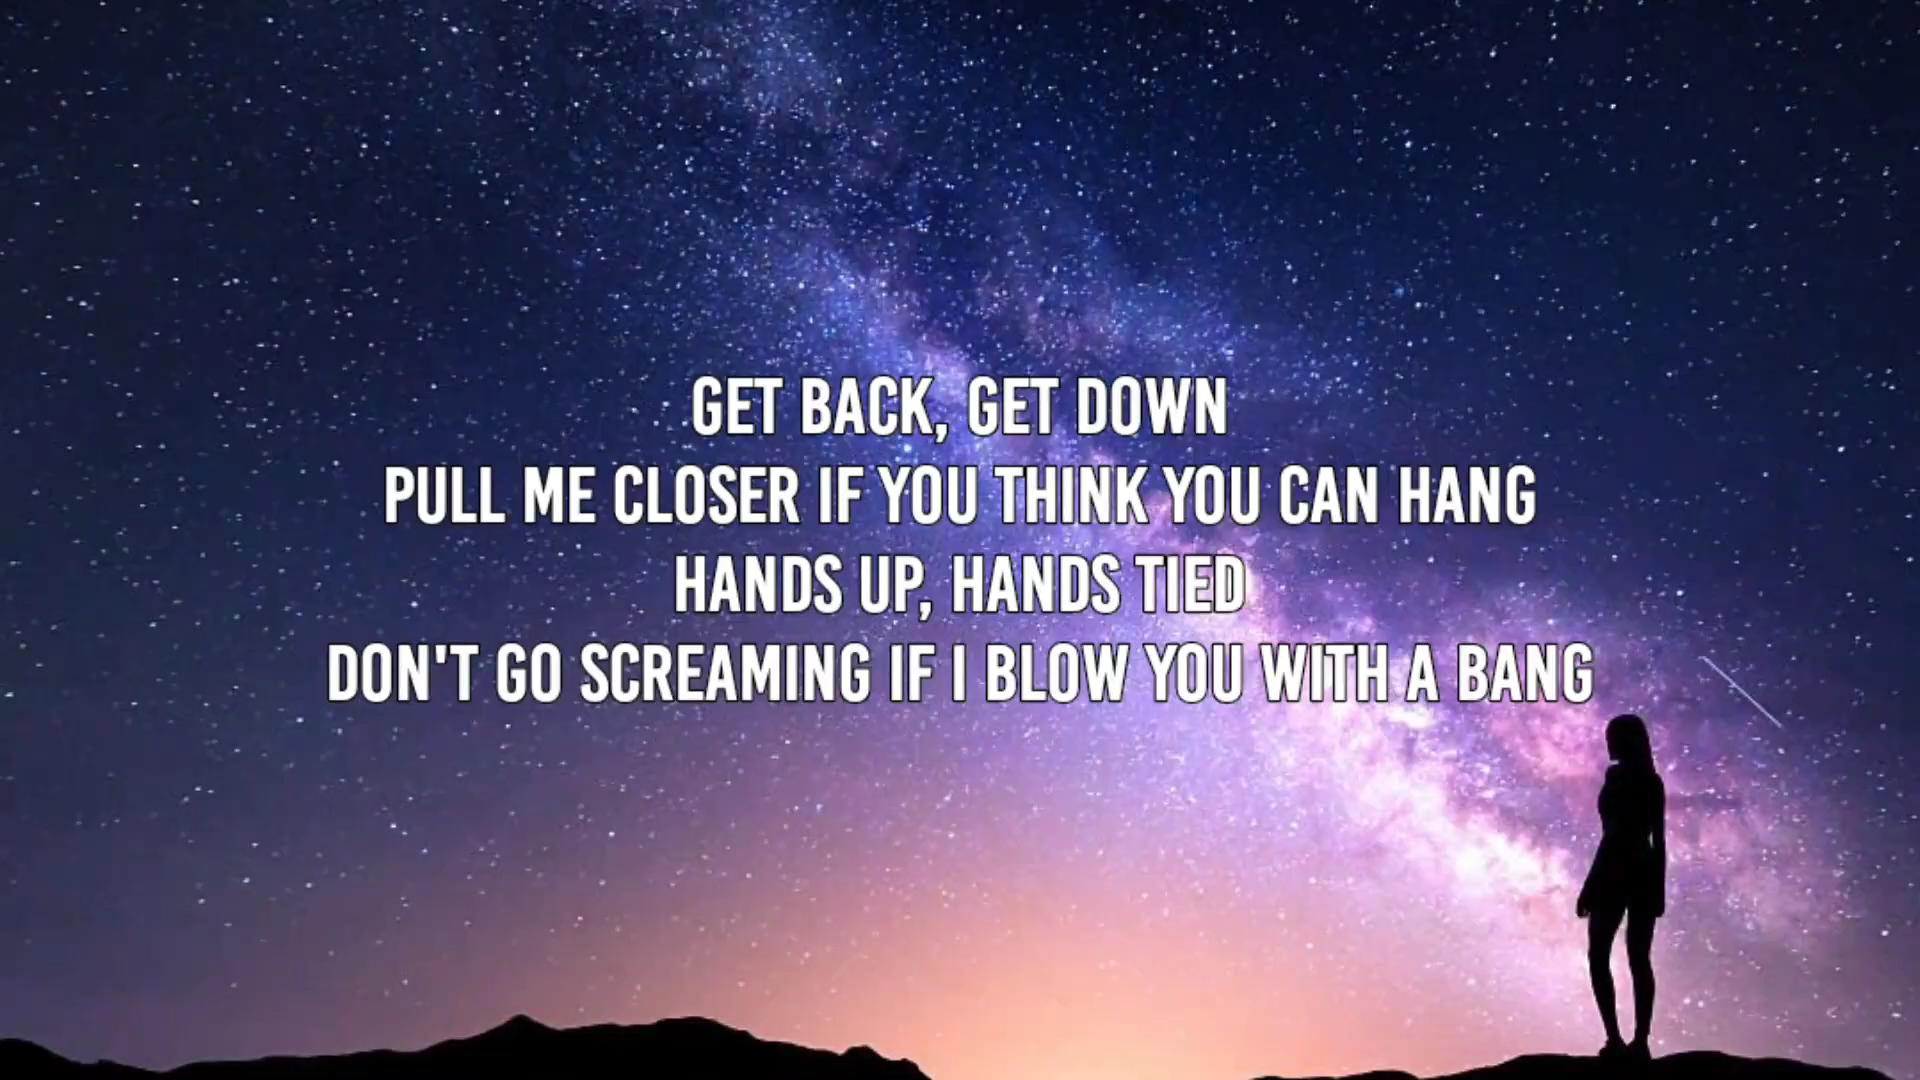 GET BACK, GET DOWN
PULL ME CLOSER IF YOU THINK YOU CAN HANG
HANDS UP, HANDS TIED
DON'T GO SCREAMING IF I BLOW YOU WITH A BANG